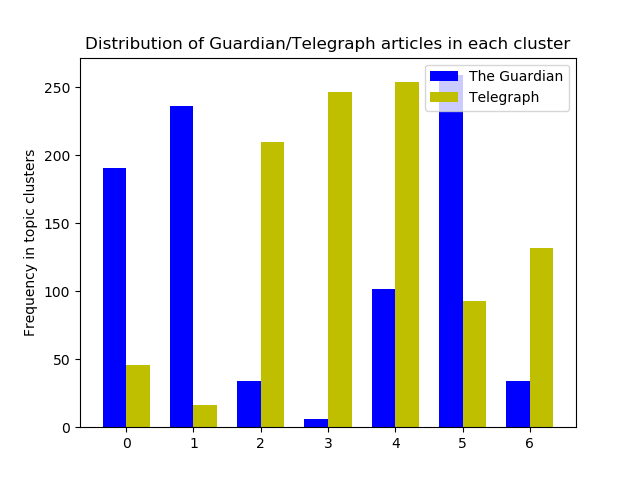 Distribution of Guardian/Telegraph articles in each cluster
The Guardian
Telegraph
Frequency in topic clusters
250
200
150
100
50
0
0 1 2 3 4 5 6